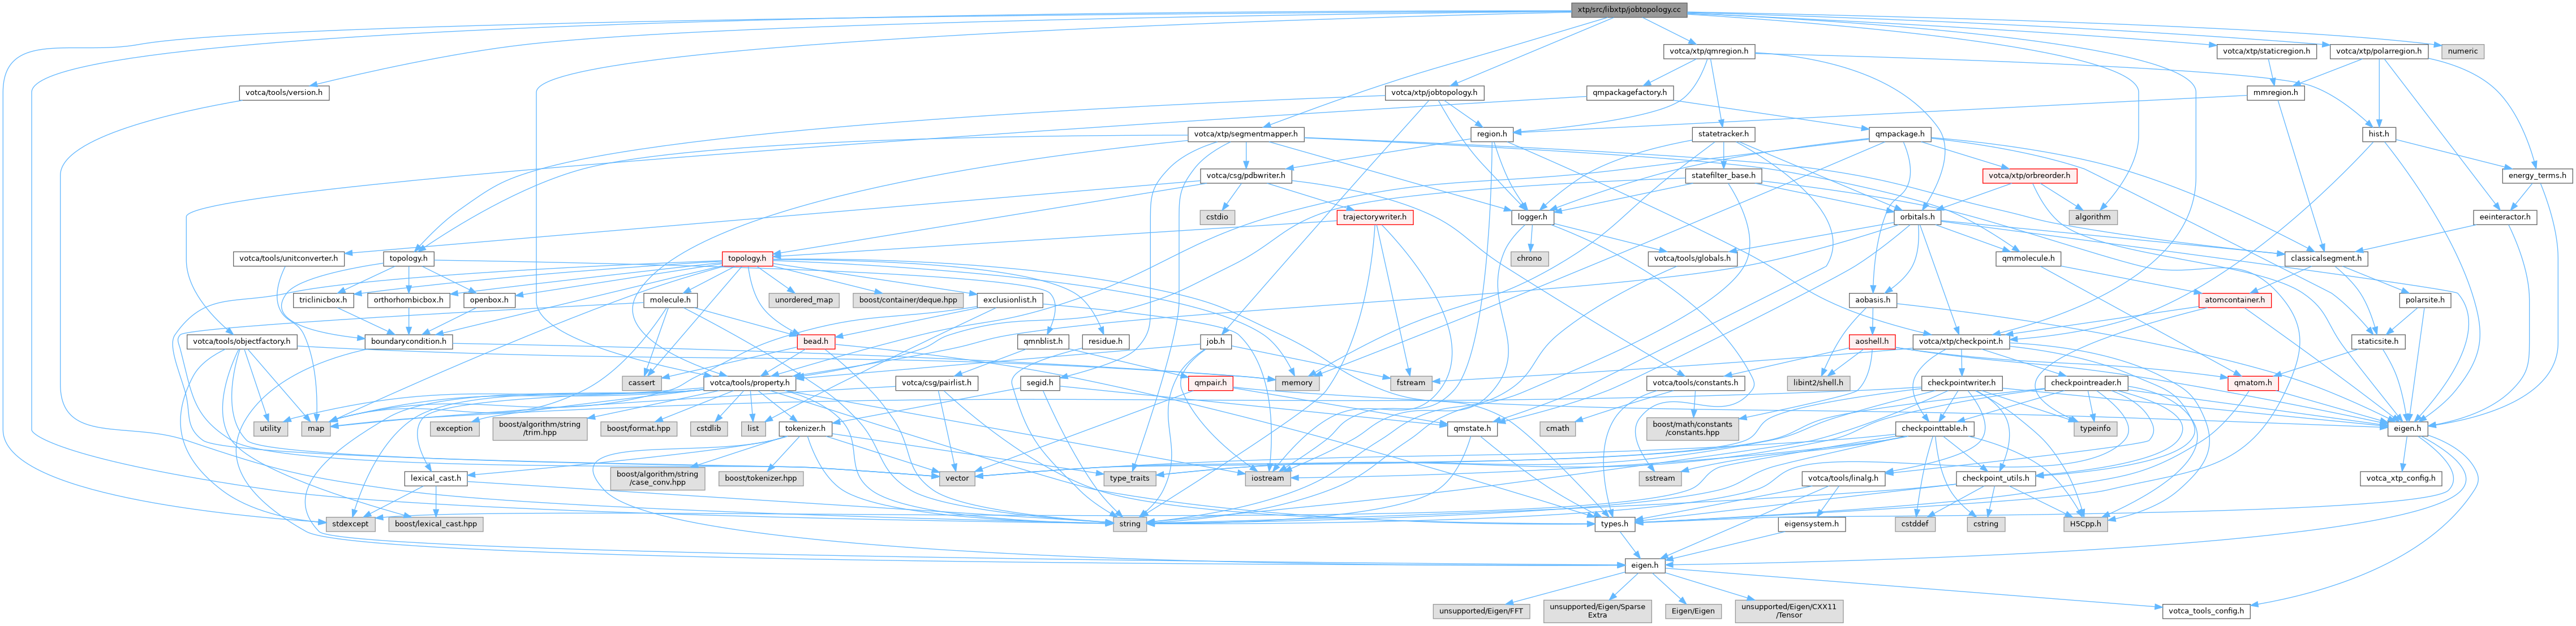 xtp/src/libxtp/jobtopology.cc
votca/xtp/qmregion.h
votca/xtp/staticregion.h
votca/xtp/polarregion.h
numeric
votca/tools/version.h
votca/xtp/jobtopology.h
qmpackagefactory.h
mmregion.h
votca/xtp/segmentmapper.h
region.h
statetracker.h
qmpackage.h
hist.h
votca/csg/pdbwriter.h
statefilter_base.h
votca/xtp/orbreorder.h
energy_terms.h
cstdio
trajectorywriter.h
logger.h
orbitals.h
algorithm
eeinteractor.h
votca/tools/unitconverter.h
topology.h
topology.h
chrono
votca/tools/globals.h
qmmolecule.h
classicalsegment.h
triclinicbox.h
orthorhombicbox.h
openbox.h
molecule.h
unordered_map
boost/container/deque.hpp
exclusionlist.h
aobasis.h
atomcontainer.h
polarsite.h
votca/tools/objectfactory.h
boundarycondition.h
bead.h
qmnblist.h
residue.h
job.h
aoshell.h
votca/xtp/checkpoint.h
staticsite.h
cassert
votca/tools/property.h
votca/csg/pairlist.h
segid.h
qmpair.h
memory
fstream
votca/tools/constants.h
libint2/shell.h
checkpointwriter.h
checkpointreader.h
qmatom.h
utility
map
exception
boost/algorithm/string
/trim.hpp
boost/format.hpp
cstdlib
list
tokenizer.h
qmstate.h
cmath
boost/math/constants
/constants.hpp
checkpointtable.h
typeinfo
eigen.h
lexical_cast.h
boost/algorithm/string
/case_conv.hpp
boost/tokenizer.hpp
vector
type_traits
iostream
sstream
votca/tools/linalg.h
checkpoint_utils.h
votca_xtp_config.h
stdexcept
boost/lexical_cast.hpp
string
types.h
eigensystem.h
cstddef
cstring
H5Cpp.h
eigen.h
unsupported/Eigen/FFT
unsupported/Eigen/Sparse
Extra
Eigen/Eigen
unsupported/Eigen/CXX11
/Tensor
votca_tools_config.h